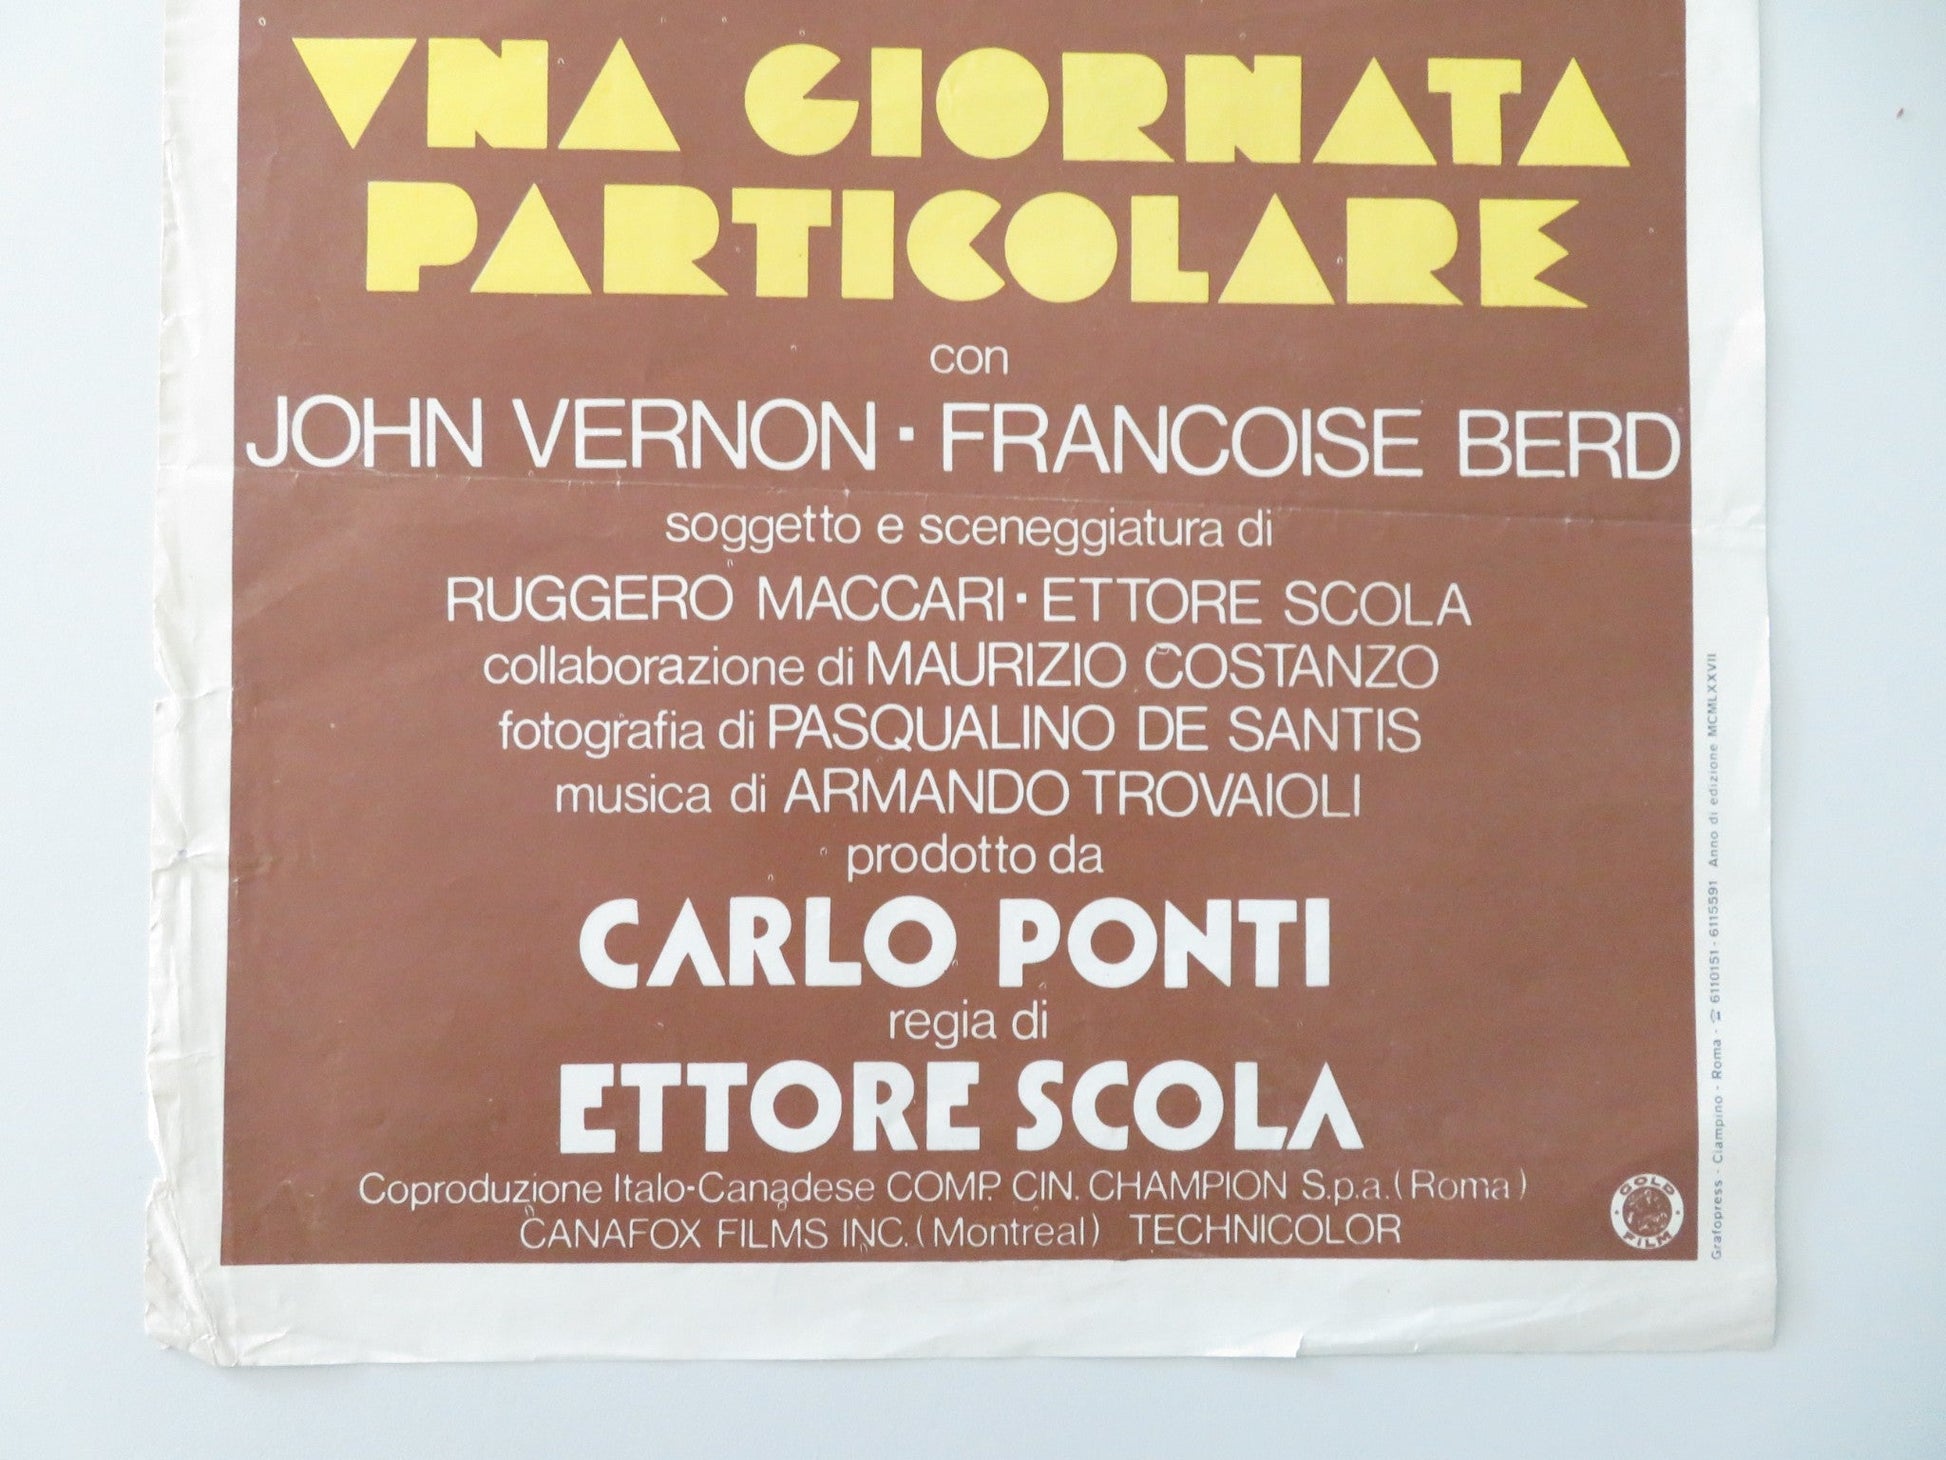 VNA GIORNATA
PARTICOLARE
con
JOHN VERNON · FRANCOISE BERD
soggetto e sceneggiatura di
RUGGERO MACCARI · ETTORE SCOLA
collaborazione di MAURIZIO COSTANZO
fotografia di PASQUALINO DE SANTIS
musica di ARMANDO TROVAIOLI
prodotto da
CARLO PONTI
regia di
ETTORE SCOLA
Coproduzione Italo-Canadese COMP. CIN. CHAMPION S.p.a. (Roma)
CANAFOX FILMS INC. (Montreal) TECHNICOLOR
GOLD FILM
Grafopress - Ciampino - Roma - ☎ 6110151 - 6115591 Anno di edizione MCMLXXVII